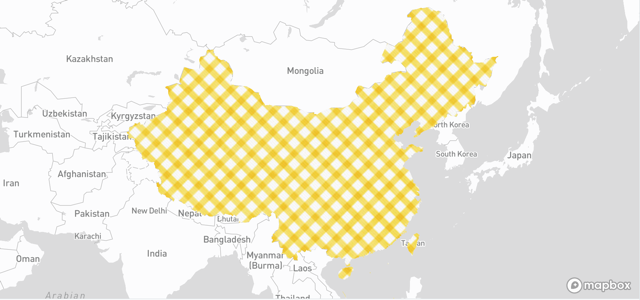 Kazakhstan
Mongolia
Uzbekistan
Kyrgyzstan
Turkmenistan
Tajikistan
North Korea
South Korea
Japan
Afghanistan
Iran
Pakistan
New Delhi
Nepal
Bhutan
Karachi
Bangladesh
Taiwan
Oman
India
Myanmar
(Burma)
Laos
Arabian
Thailand
mapbox